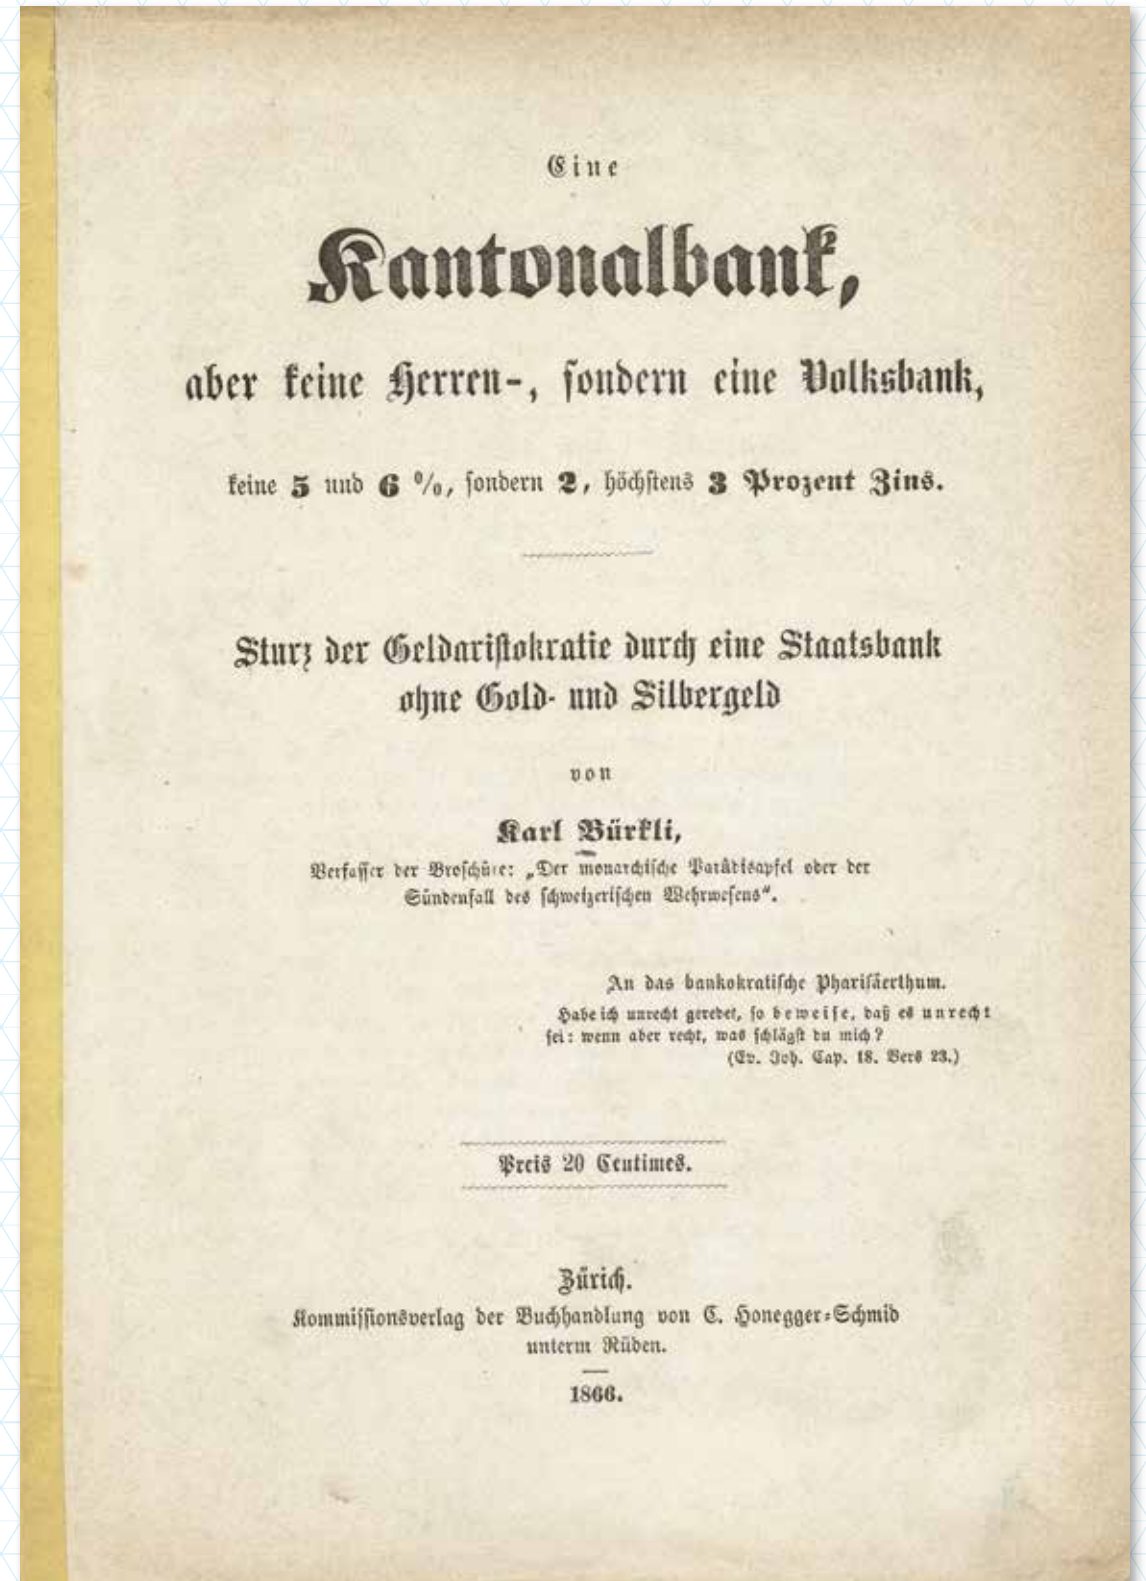 Eine
Kantonalbank,
aber keine Herren-, sondern eine Volksbank,
keine 5 und 6 %, sondern 2, höchstens 3 Prozent Zins.
Sturz der Geldaristokratie durch eine Staatsbank
ohne Gold- und Silbergeld
von
Karl Bürkli,
Verfasser der Broschüre: „Der monarchische Parädisapfel oder der
Sündenfall des schweizerischen Wehrwesens“.
An das bankokratische Pharisäerthum.
Habe ich unrecht geredet, so beweise, daß es unrecht
sei: wenn aber recht, was schlägst du mich?
(Ev. Joh. Cap. 18. Vers 23.)
Preis 20 Centimes.
Zürich.
Kommissionsverlag der Buchhandlung von C. Honegger-Schmid
unterm Rüden.
1866.